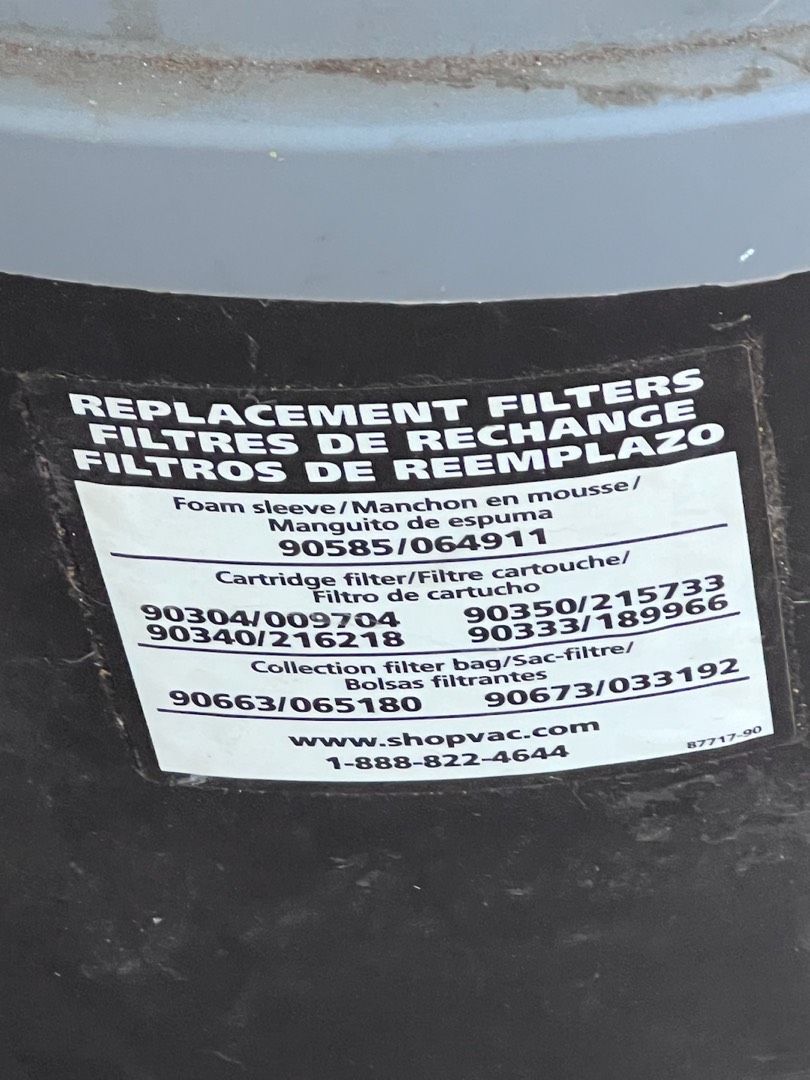 REPLACEMENT FILTERS
FILTRES DE RECHANGE
FILTROS DE REEMPLAZO
Foam sleeve/Manchon en mousse/
Manguito de espuma
90585/064911
Cartridge filter/Filtre cartouche/
Filtro de cartucho
90304/009704 90350/215733
90340/216218 90333/189966
Collection filter bag/Sac-filtre/
Bolsas filtrantes
90663/065180 90673/033192
www.shopvac.com
1-888-822-4644
87717-90